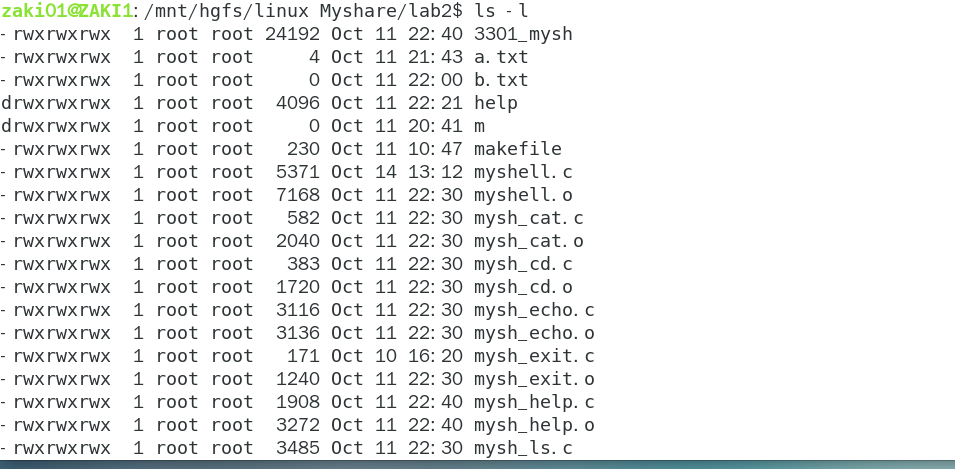 zaki01@ZAKI1:/mnt/hgfs/linux Myshare/lab2$ ls -l
-rwxrwxrwx 1 root root 24192 Oct 11 22:40 3301_mysh
-rwxrwxrwx 1 root root 4 Oct 11 21:43 a.txt
-rwxrwxrwx 1 root root 0 Oct 11 22:00 b.txt
drwxrwxrwx 1 root root 4096 Oct 11 22:21 help
drwxrwxrwx 1 root root 0 Oct 11 20:41 m
-rwxrwxrwx 1 root root 230 Oct 11 10:47 makefile
-rwxrwxrwx 1 root root 5371 Oct 14 13:12 myshell.c
-rwxrwxrwx 1 root root 7168 Oct 11 22:30 myshell.o
-rwxrwxrwx 1 root root 582 Oct 11 22:30 mysh_cat.c
-rwxrwxrwx 1 root root 2040 Oct 11 22:30 mysh_cat.o
-rwxrwxrwx 1 root root 383 Oct 11 22:30 mysh_cd.c
-rwxrwxrwx 1 root root 1720 Oct 11 22:30 mysh_cd.o
-rwxrwxrwx 1 root root 3116 Oct 11 22:30 mysh_echo.c
-rwxrwxrwx 1 root root 3136 Oct 11 22:30 mysh_echo.o
-rwxrwxrwx 1 root root 171 Oct 10 16:20 mysh_exit.c
-rwxrwxrwx 1 root root 1240 Oct 11 22:30 mysh_exit.o
-rwxrwxrwx 1 root root 1908 Oct 11 22:40 mysh_help.c
-rwxrwxrwx 1 root root 3272 Oct 11 22:40 mysh_help.o
-rwxrwxrwx 1 root root 3485 Oct 11 22:30 mysh_ls.c